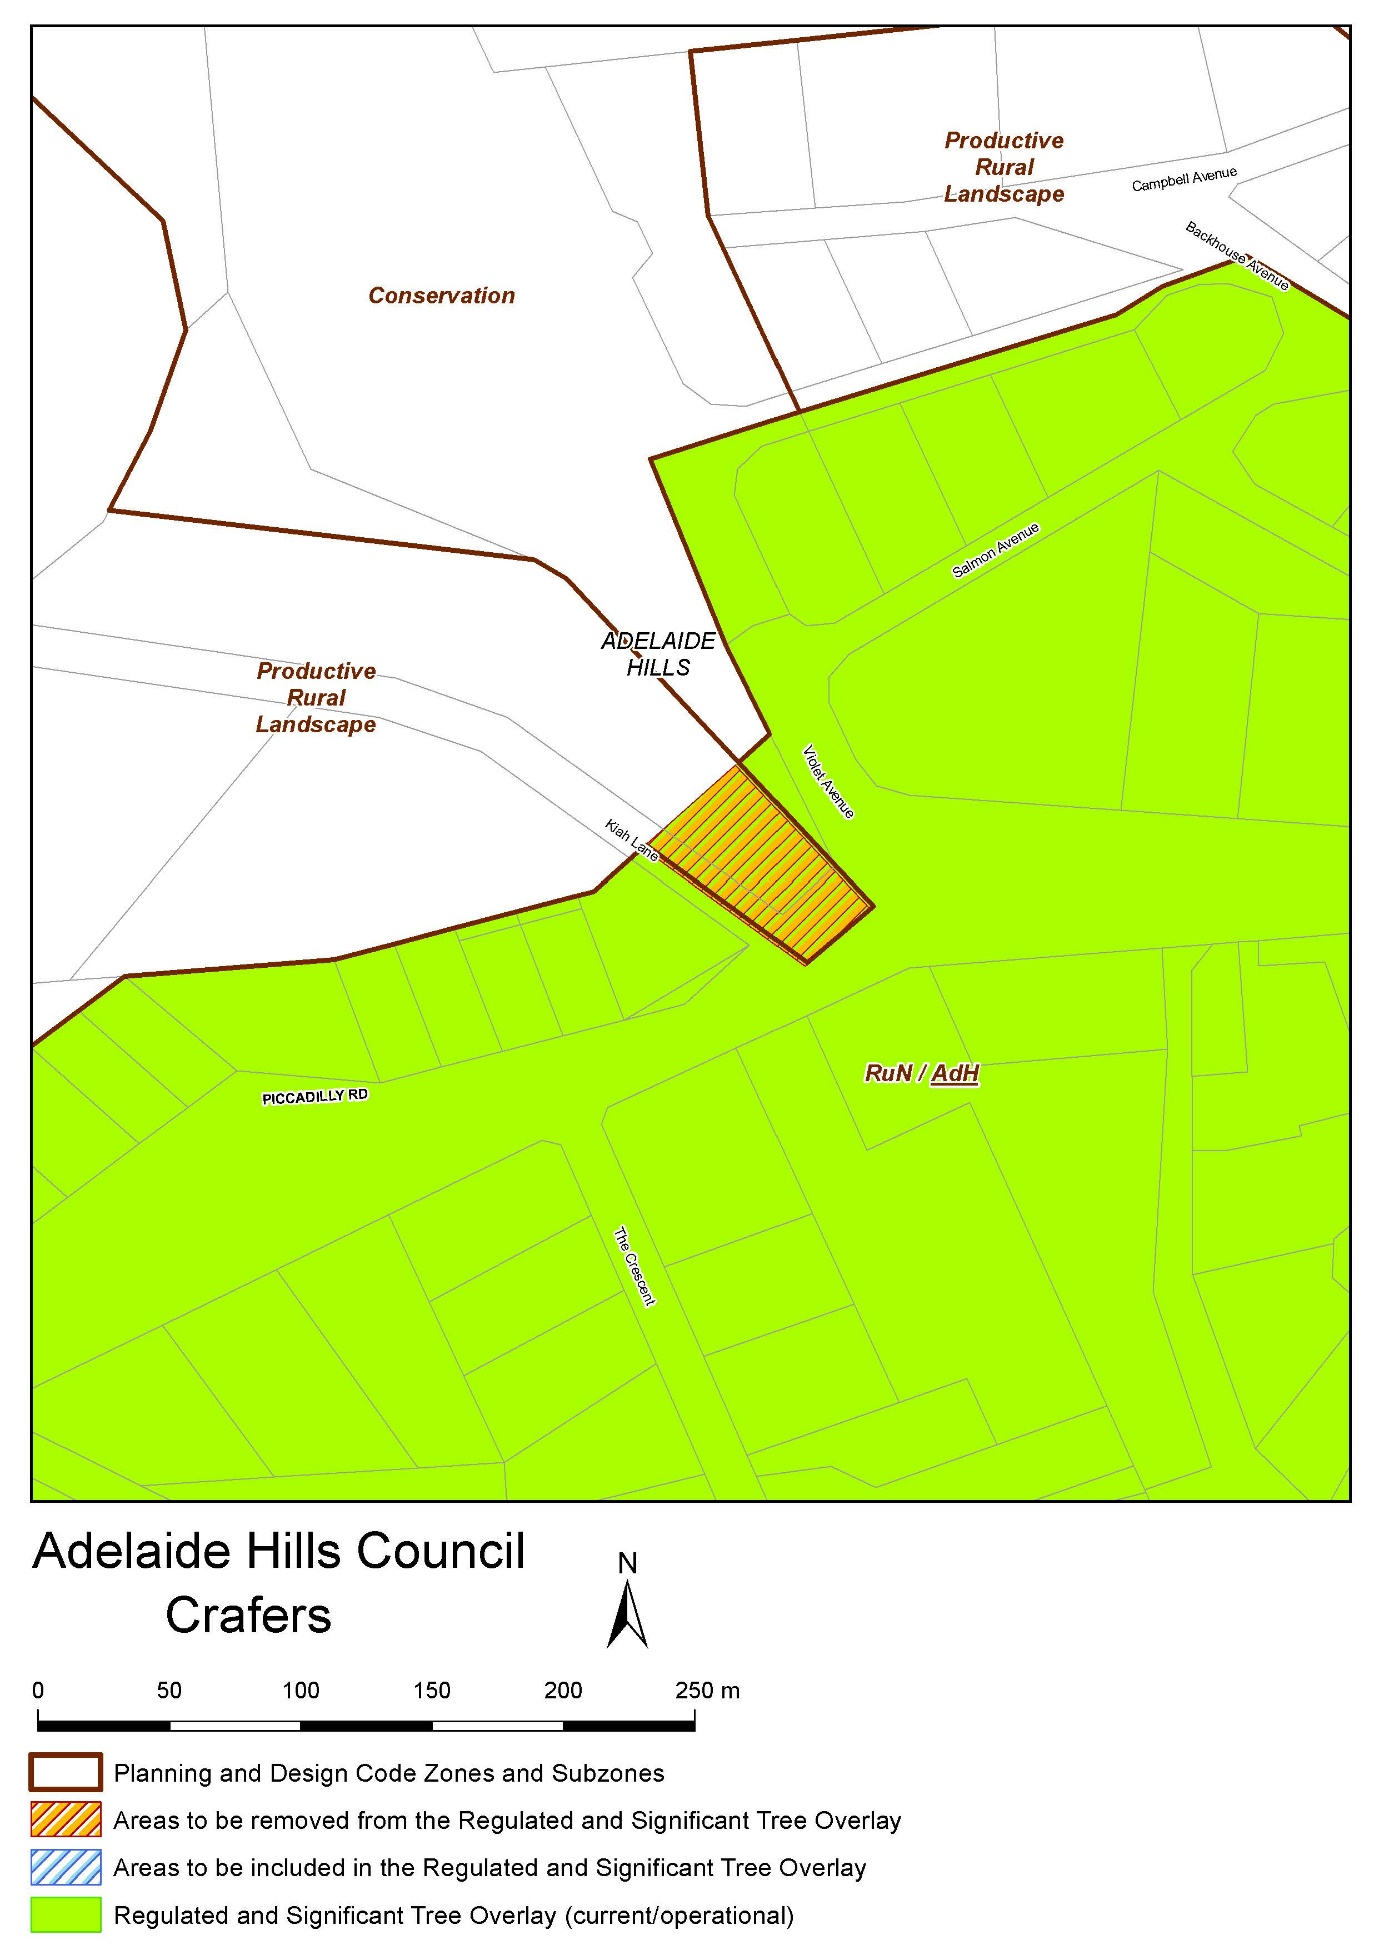 Productive
Rural
Landscape
Campbell Avenue
Backhouse Avenue
Conservation
Salmon Avenue
ADELAIDE
HILLS
Productive
Rural
Landscape
Violet Avenue
Kiah Lane
RuN / AdH
PICCADILLY RD
The Crescent
Adelaide Hills Council
Crafers
N
0 50 100 150 200 250 m
Planning and Design Code Zones and Subzones
Areas to be removed from the Regulated and Significant Tree Overlay
Areas to be included in the Regulated and Significant Tree Overlay
Regulated and Significant Tree Overlay (current/operational)